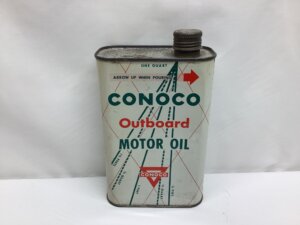 ONE QUART
ARROW UP WHEN POURING
CONOCO
Outboard
MOTOR OIL
CONOCO